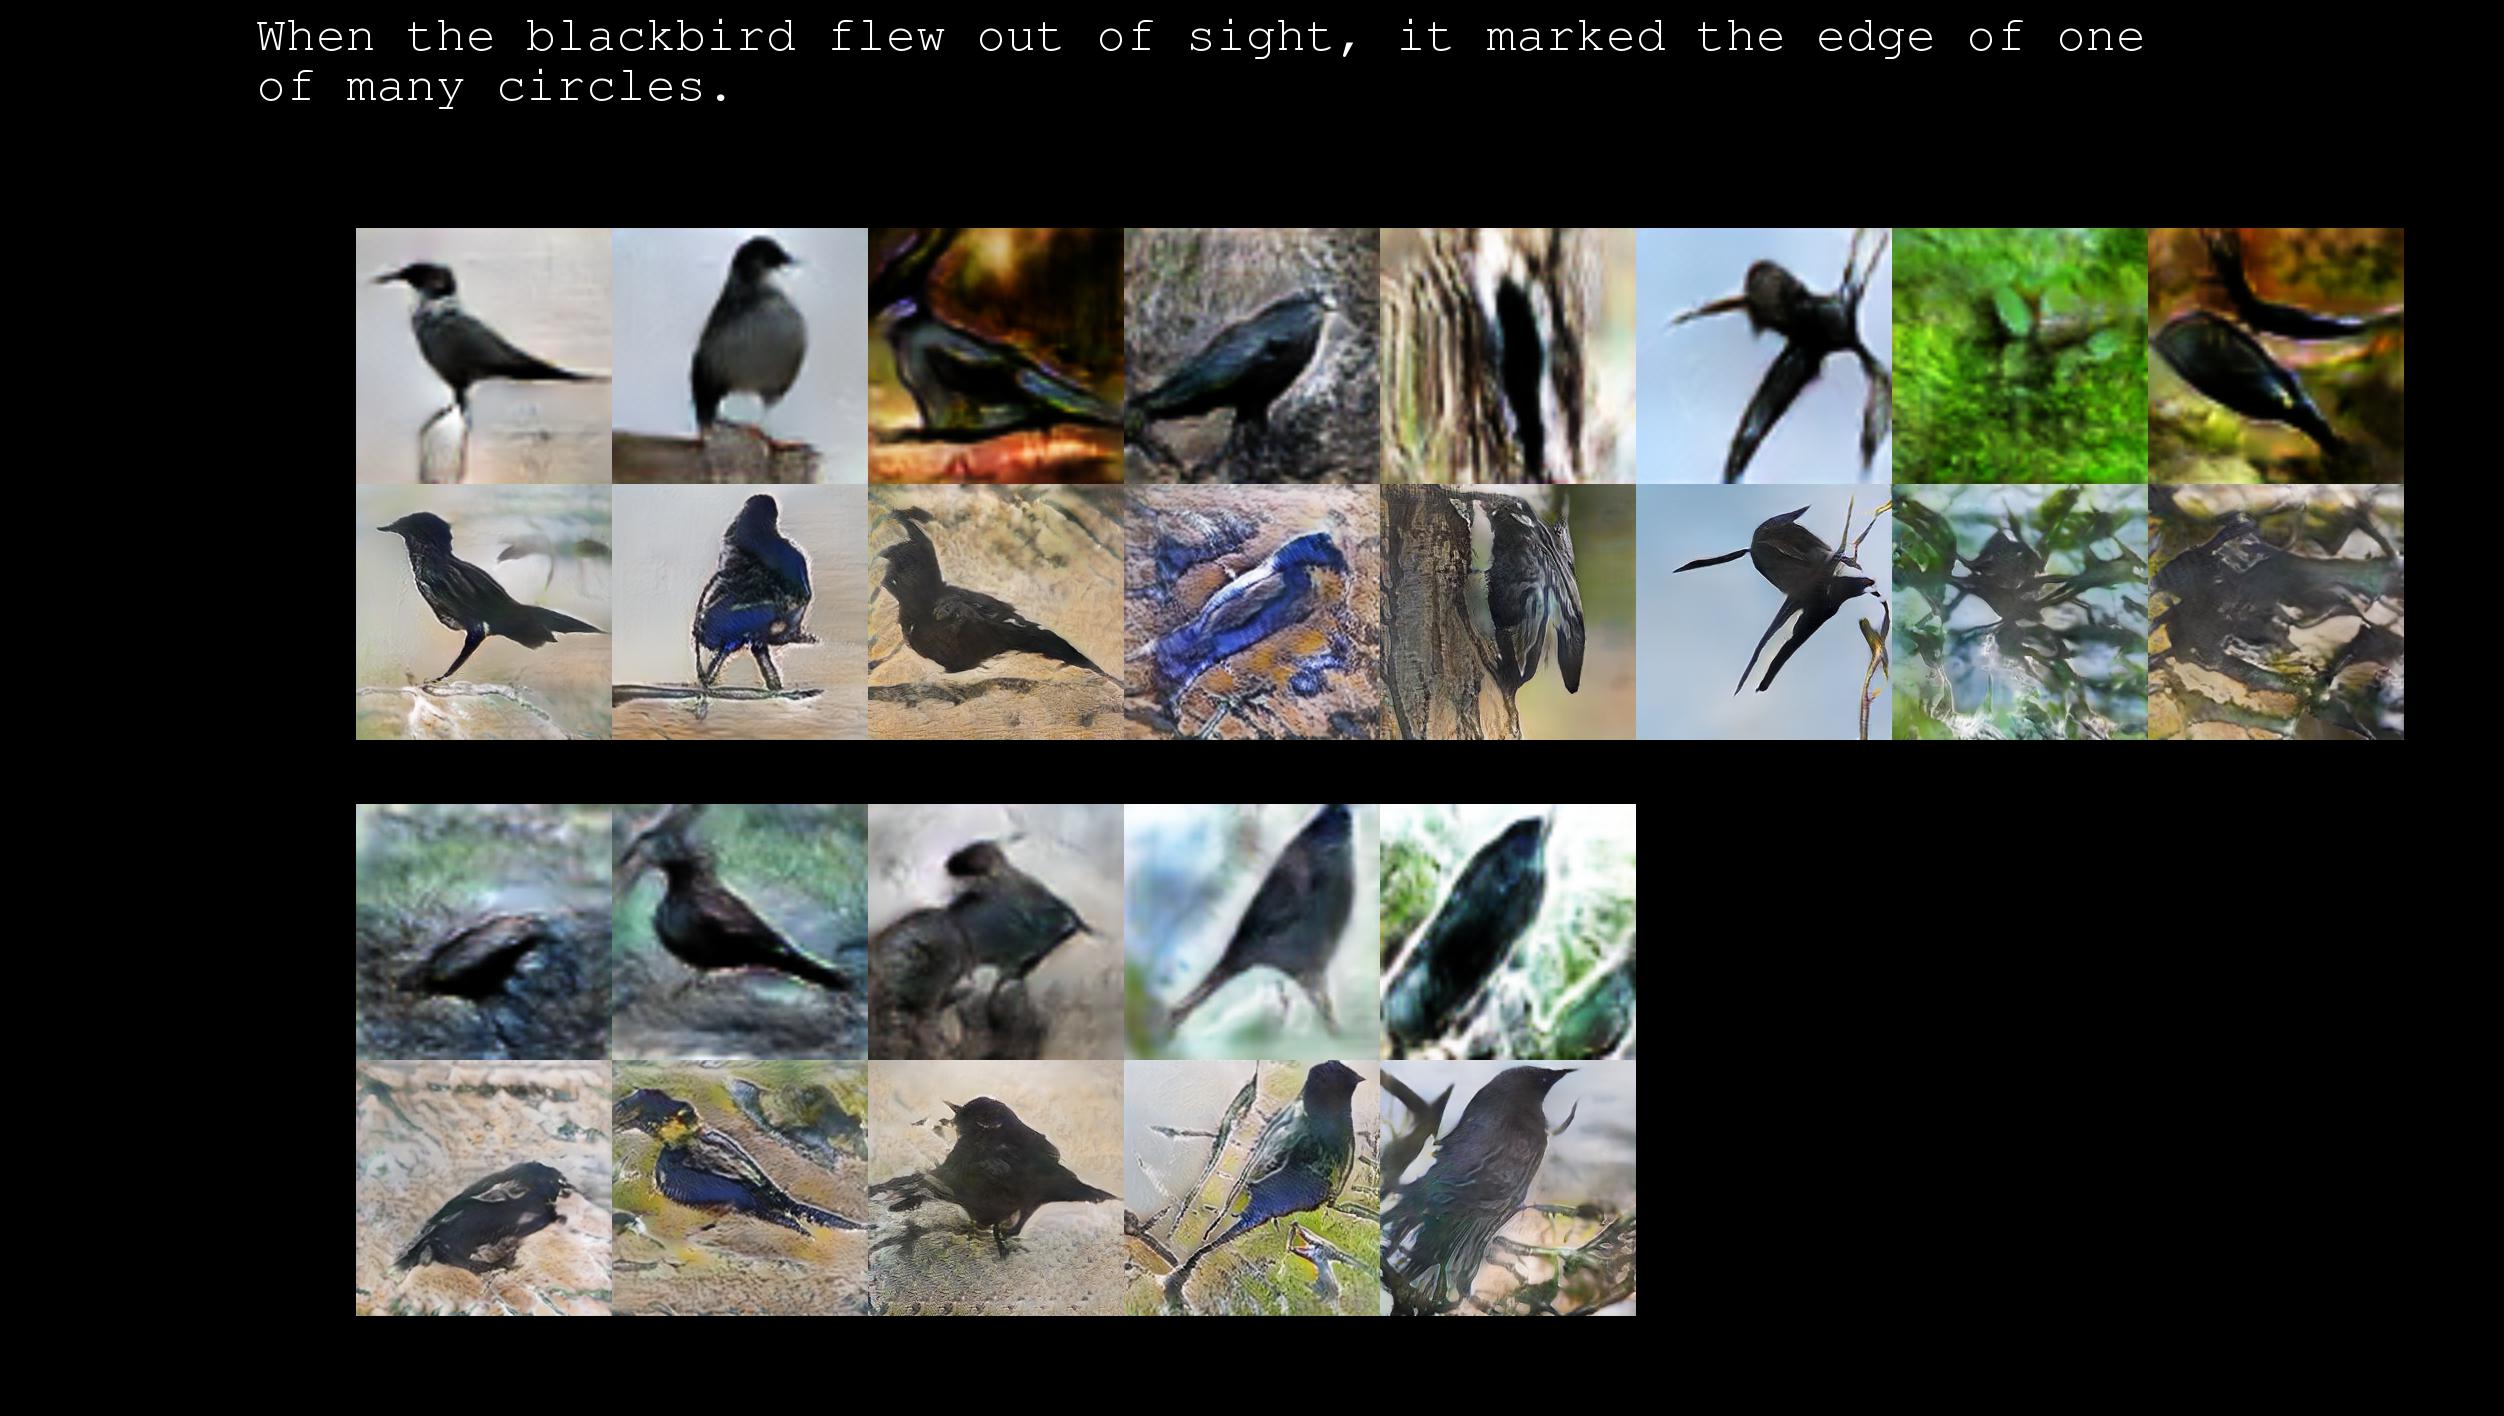 When the blackbird flew out of sight, it marked the edge of one
of many circles.